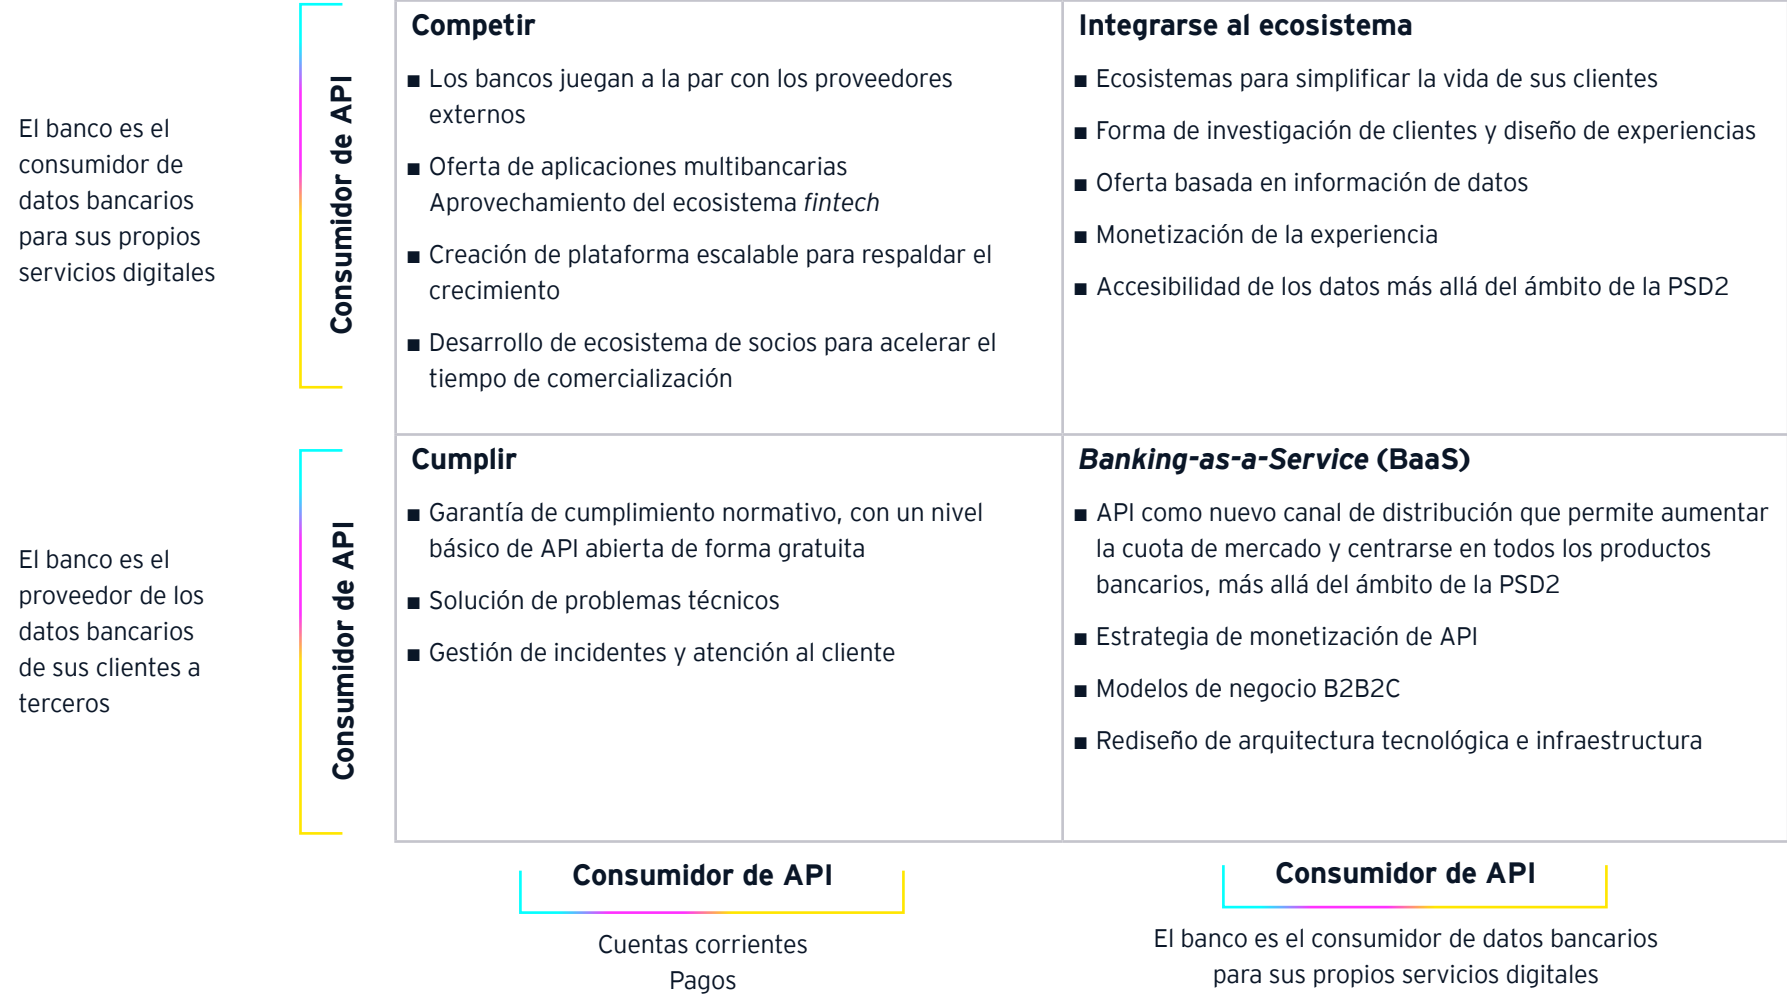 El banco es el
consumidor de
datos bancarios
para sus propios
servicios digitales
Consumidor de API
Competir
■ Los bancos juegan a la par con los proveedores
externos
■ Oferta de aplicaciones multibancarias
Aprovechamiento del ecosistema fintech
■ Creación de plataforma escalable para respaldar el
crecimiento
■ Desarrollo de ecosistema de socios para acelerar el
tiempo de comercialización
Integrarse al ecosistema
■ Ecosistemas para simplificar la vida de sus clientes
■ Forma de investigación de clientes y diseño de experiencias
■ Oferta basada en información de datos
■ Monetización de la experiencia
■ Accesibilidad de los datos más allá del ámbito de la PSD2
El banco es el
proveedor de los
datos bancarios
de sus clientes a
terceros
Consumidor de API
Cumplir
■ Garantía de cumplimiento normativo, con un nivel
básico de API abierta de forma gratuita
■ Solución de problemas técnicos
■ Gestión de incidentes y atención al cliente
Banking-as-a-Service (BaaS)
■ API como nuevo canal de distribución que permite aumentar
la cuota de mercado y centrarse en todos los productos
bancarios, más allá del ámbito de la PSD2
■ Estrategia de monetización de API
■ Modelos de negocio B2B2C
■ Rediseño de arquitectura tecnológica e infraestructura
Consumidor de API
Cuentas corrientes
Pagos
Consumidor de API
El banco es el consumidor de datos bancarios
para sus propios servicios digitales